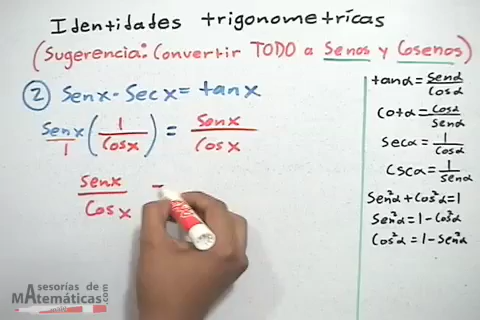 Identidades trigonometrícas
(Sugerencia: Convertir TODO a Senos y Cosenos)
② Senx · Secx = tanx
Senx/1 (1/Cosx) = Senx/Cosx
Senx/Cosx
tanα = Senα/Cosα
Cotα = Cosα/Senα
Secα = 1/Cosα
Cscα = 1/Senα
Sen²α + Cos²α = 1
Sen²α = 1 - Cos²α
Cos²α = 1 - Sen²α
Asesorías de
Matemáticas.com